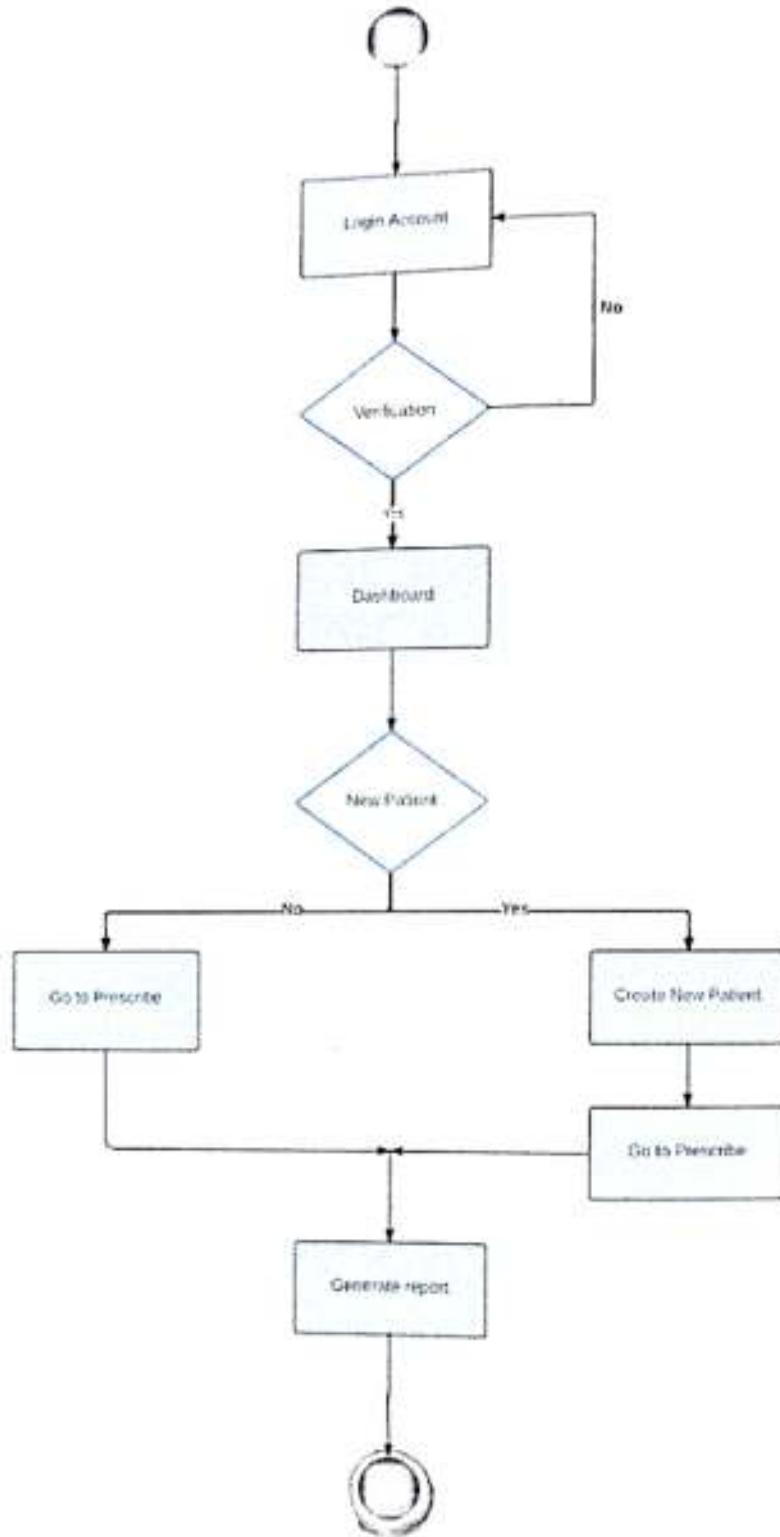 Login Account
No
Verification
Yes
Dashboard
New Patient
No
Yes
Go to Prescribe
Create New Patient
Go to Prescribe
Generate report